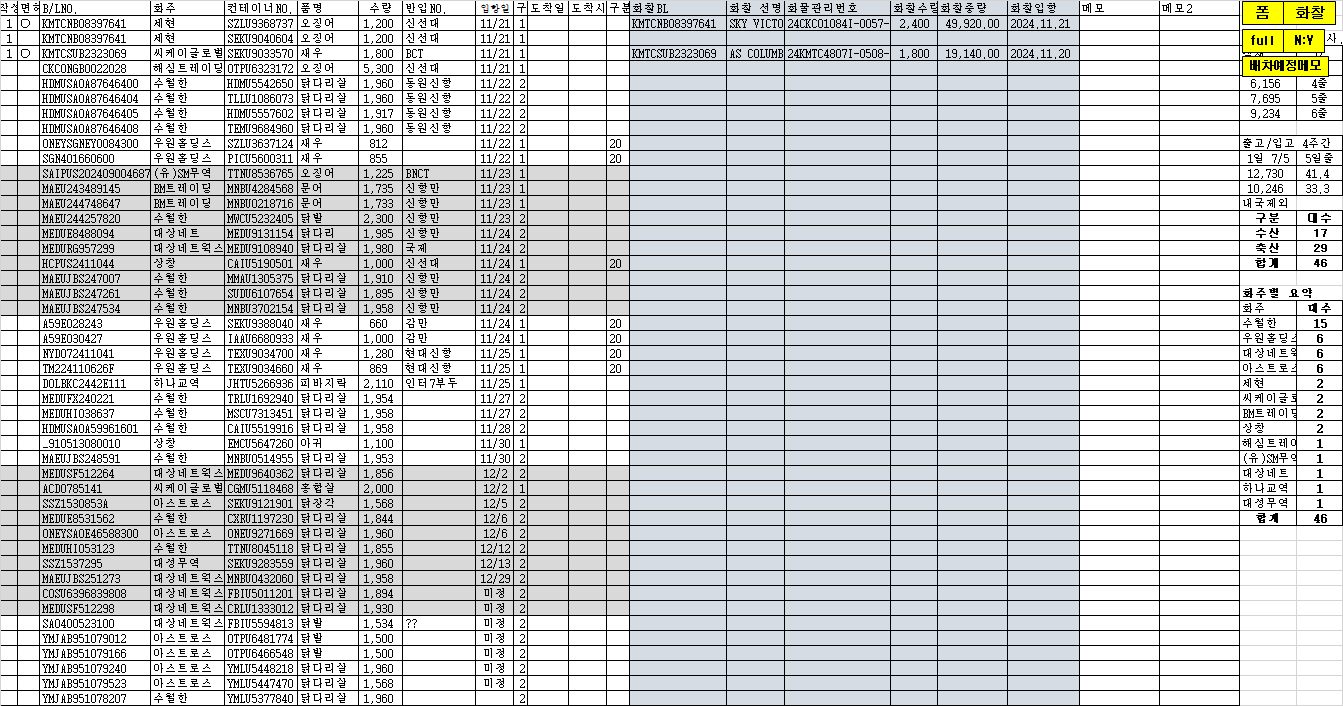 작성 면허 B/LNO. 화주 컨테이너NO. 품명 수량 반입NO. 입항일 구 도착일 도착시 구분 화찰BL 화찰 선명 화물관리번호 화찰수량 화찰중량 화찰입항 메모 메모2 폼 화찰
1 O KMTCNB08397641 세현 SZLU9368737 오징어 1,200 신선대 11/21 1 KMTCNB08397641 SKY VICTO 24KCKO1084I-0057- 2,400 49,920.00 2024.11.21
1 KMTCNB08397641 세현 SEKU9040604 오징어 1,200 신선대 11/21 1 full N:Y 사.
1 O KMTCSUB2323069 씨케이글로벌 SEKU9033570 새우 1,800 BCT 11/21 1 KMTCSUB2323069 AS COLUMB 24KMTC4807I-0508- 1,800 19,140.00 2024.11.20
CKCONGB0022028 해심트레이딩 OTPU6323172 오징어 5,300 신선대 11/21 1 배차예정메모
HDMUSAOA87646400 수월한 HDMU5542650 닭다리살 1,960 동원신항 11/22 2 6,156 4줄
HDMUSAOA87646404 수월한 TLLU1086073 닭다리살 1,960 동원신항 11/22 2 7,695 5줄
HDMUSAOA87646405 수월한 HDMU5557602 닭다리살 1,917 동원신항 11/22 2 9,234 6줄
HDMUSAOA87646408 수월한 TEMU9684960 닭다리살 1,960 동원신항 11/22 2
ONEYSGNEY0084300 우원홀딩스 SZLU3637124 새우 812 11/22 1 20 출고/입고 4주간
SGN401660600 우원홀딩스 PICU5600311 새우 855 11/22 1 20 1일 7/5 5일줄
SAIPUS202409004687 (유)SM무역 TTNU8536765 오징어 1,225 BNCT 11/23 1 12,730 41.4
MAEU243489145 BM트레이딩 MNBU4284568 문어 1,735 신항만 11/23 1 10,246 33.3
MAEU244748647 BM트레이딩 MNBU0218716 문어 1,733 신항만 11/23 1 내국제외
MAEU244257820 수월한 MWCU5232405 닭발 2,300 신항만 11/23 2 구분 대수
MEDUE8488094 대상네트 MEDU9131154 닭다리 1,985 신항만 11/24 2 수산 17
MEDUE6957299 대상네트웍스 MEDU9108940 닭다리살 1,980 국제 11/24 2 축산 29
HCPUS2411044 상창 CAIU5190501 새우 1,000 신선대 11/24 1 20 합계 46
MAEUJBS247007 수월한 MMAU1305375 닭다리살 1,910 신항만 11/24 2
MAEUJBS247261 수월한 SUDU6107654 닭다리살 1,895 신항만 11/24 2 화주별 요약
MAEUJBS247534 수월한 MNBU3702154 닭다리살 1,958 신항만 11/24 2 화주 대수
A59E028243 우원홀딩스 SEKU9388040 새우 660 감만 11/24 1 20 수월한 15
A59E030427 우원홀딩스 IAAU6680933 새우 1,000 감만 11/24 1 20 우원홀딩스 6
NYD072411041 우원홀딩스 TEXU9034700 새우 1,280 현대신항 11/25 1 20 대상네트웍 6
TM224110626F 우원홀딩스 TEXU9034660 새우 869 현대신항 11/25 1 20 아스트로스 6
DOLBKC2442E111 하나교역 JHTU5266936 피바지락 2,110 인터7부두 11/25 1 세현 2
MEDUFX240221 수월한 TRLU1692940 닭다리살 1,954 11/27 2 씨케이글로 2
MEDUHI038637 수월한 MSCU7313451 닭다리살 1,958 11/27 2 BM트레이딩 2
HDMUSAOA59961601 수월한 CAIU5519916 닭다리살 1,958 11/28 2 상창 2
_910513080010 상창 EMCU5647260 아귀 1,100 11/30 1 해심트레이 1
MAEUJBS248591 수월한 MNBU0514955 닭다리살 1,953 11/30 2 (유)SM무역 1
MEDUSF512264 대상네트웍스 MEDU9640362 닭다리살 1,856 12/2 2 대상네트 1
ACD0785141 씨케이글로벌 CGMU5118468 홍합살 2,000 12/2 1 하나교역 1
SSZ1530853A 아스트로스 SEKU9121901 닭장각 1,568 12/5 2 대성무역 1
MEDUE8531562 수월한 CXRU1197230 닭다리살 1,844 12/6 2 합계 46
ONEYSAOE46588300 아스트로스 ONEU9271669 닭다리살 1,960 12/6 2
MEDUHI053123 수월한 TTNU8045118 닭다리살 1,855 12/12 2
SSZ1537295 대성무역 SEKU9283559 닭다리살 1,960 12/13 2
MAEUJBS251273 대상네트웍스 MNBU0432060 닭다리살 1,958 12/29 2
COSU6396839808 대상네트웍스 FBIU5011201 닭다리살 1,894 미정 2
MEDUSF512298 대상네트웍스 CRLU1333012 닭다리살 1,930 미정 2
SA0400523100 대상네트웍스 FBIU5594813 닭발 1,534 ?? 미정 2
YMJAB951079012 아스트로스 OTPU6481774 닭발 1,500 미정 2
YMJAB951079166 아스트로스 OTPU6466548 닭발 1,500 미정 2
YMJAB951079240 아스트로스 YMLU5448218 닭다리살 1,960 미정 2
YMJAB951079523 아스트로스 YMLU5447470 닭다리살 1,568 미정 2
YMJAB951078207 수월한 YMLU5377840 닭다리살 1,960 2